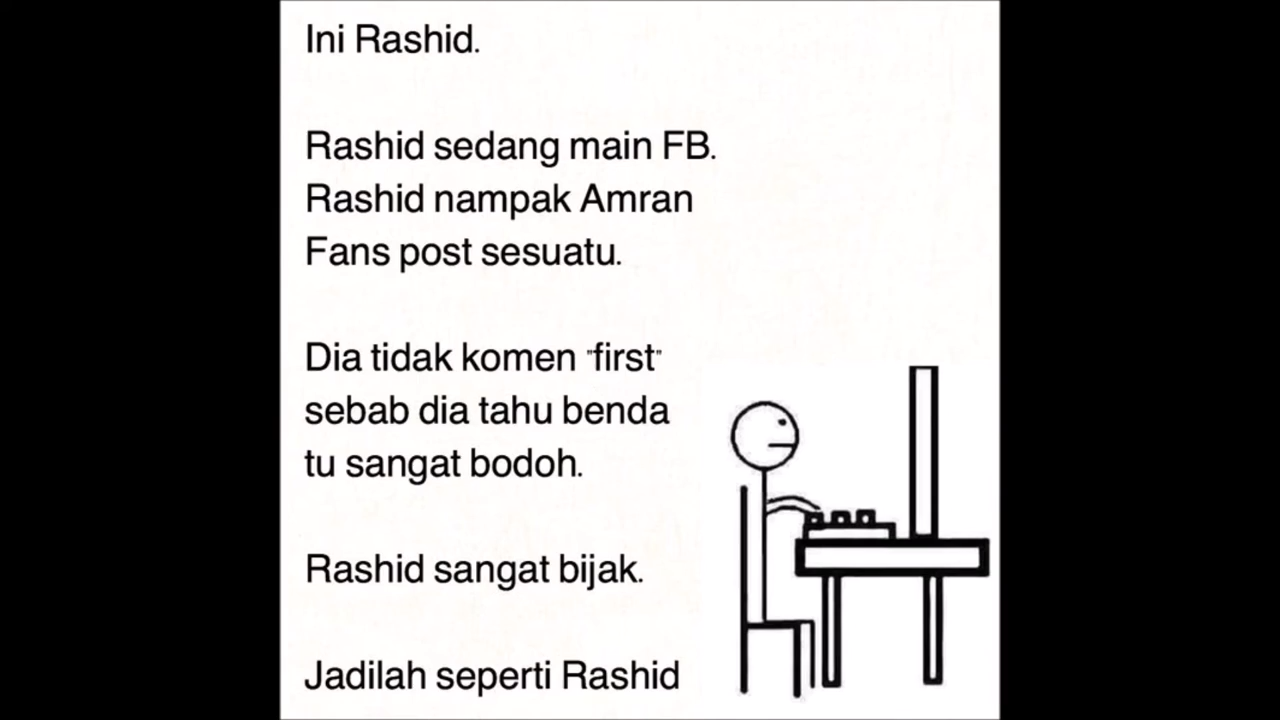 Ini Rashid.
Rashid sedang main FB.
Rashid nampak Amran
Fans post sesuatu.
Dia tidak komen "first"
sebab dia tahu benda
tu sangat bodoh.
Rashid sangat bijak.
Jadilah seperti Rashid